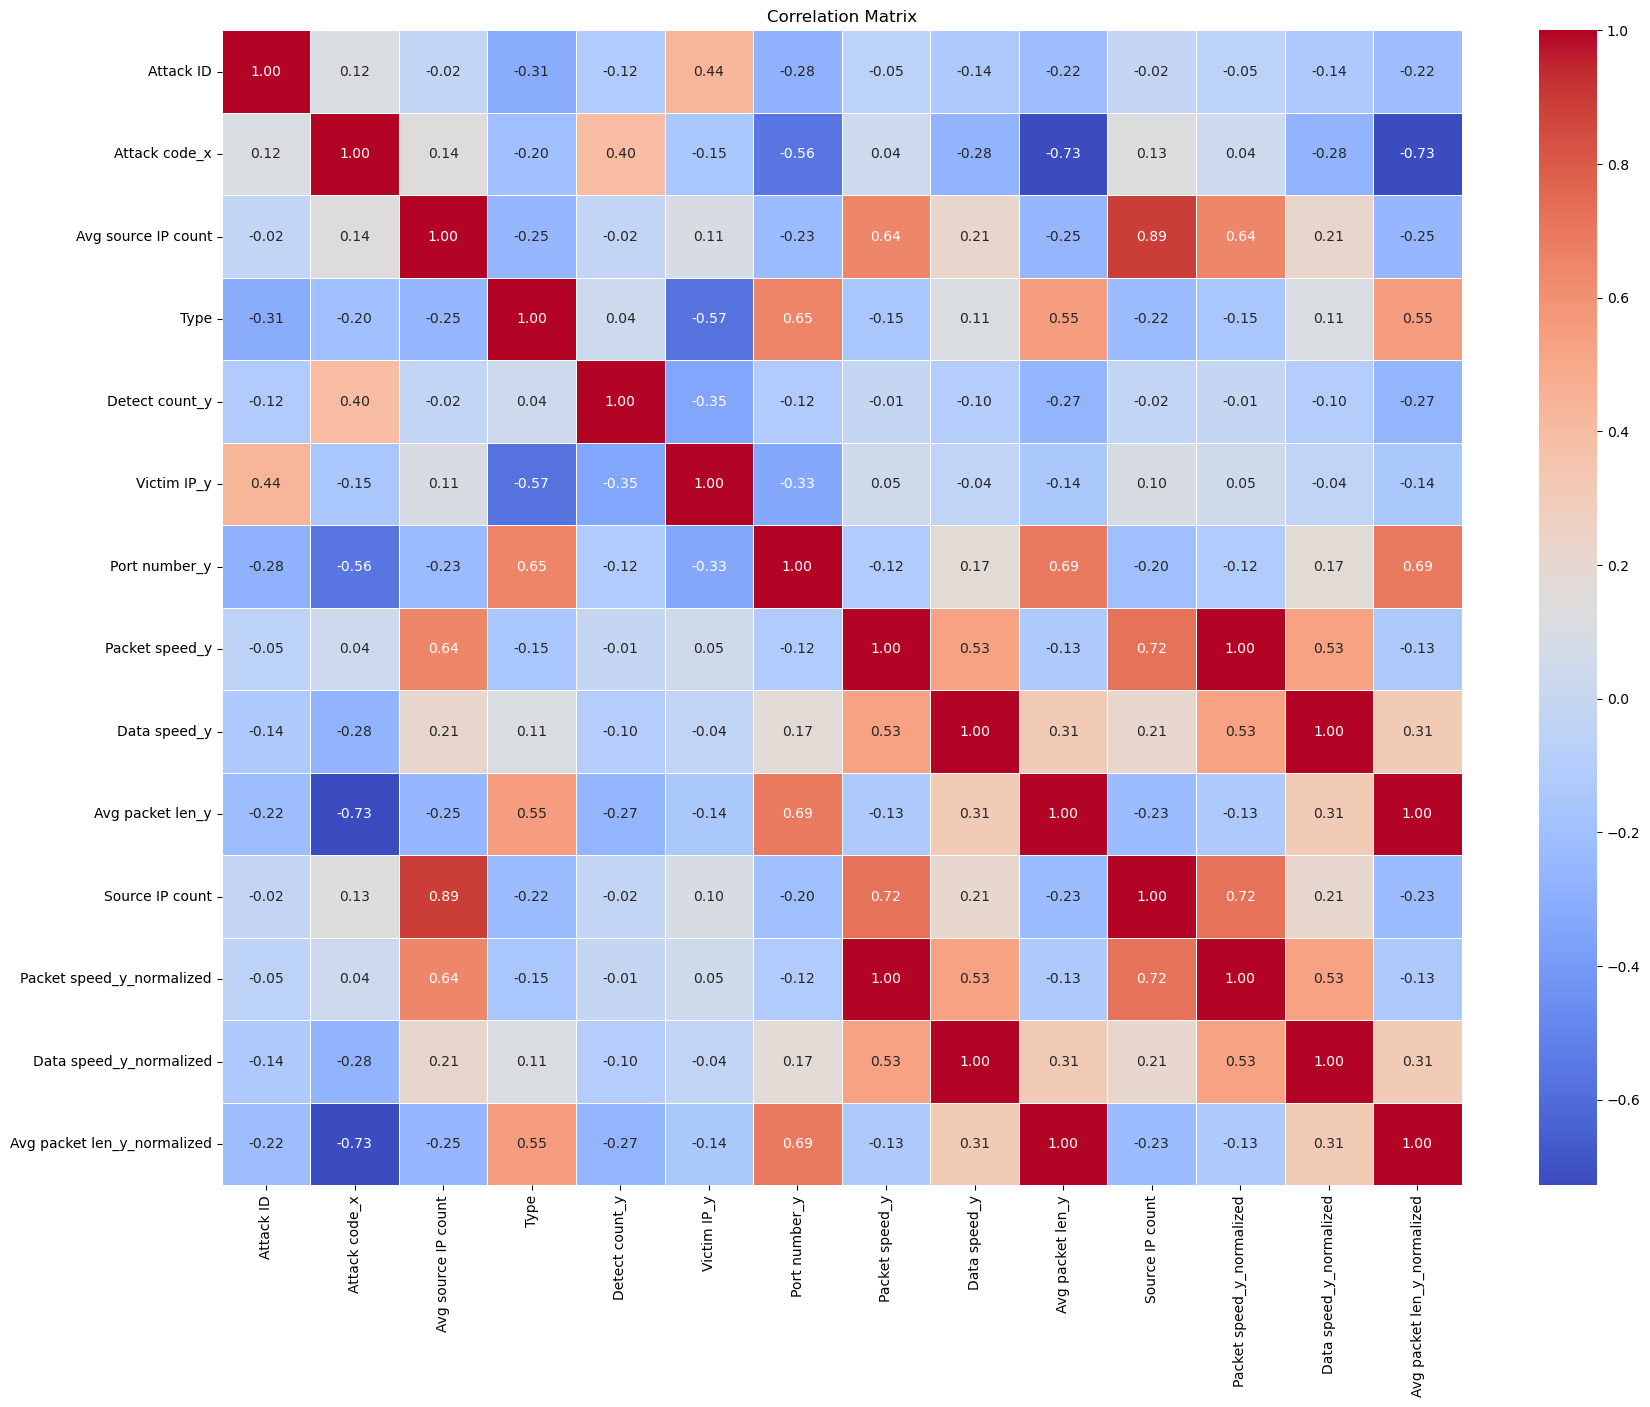 Correlation Matrix
Attack ID 1.00 0.12 -0.02 -0.31 -0.12 0.44 -0.28 -0.05 -0.14 -0.22 -0.02 -0.05 -0.14 -0.22
Attack code_x 0.12 1.00 0.14 -0.20 0.40 -0.15 -0.56 0.04 -0.28 -0.73 0.13 0.04 -0.28 -0.73
Avg source IP count -0.02 0.14 1.00 -0.25 -0.02 0.11 -0.23 0.64 0.21 -0.25 0.89 0.64 0.21 -0.25
Type -0.31 -0.20 -0.25 1.00 0.04 -0.57 0.65 -0.15 0.11 0.55 -0.22 -0.15 0.11 0.55
Detect count_y -0.12 0.40 -0.02 0.04 1.00 -0.35 -0.12 -0.01 -0.10 -0.27 -0.02 -0.01 -0.10 -0.27
Victim IP_y 0.44 -0.15 0.11 -0.57 -0.35 1.00 -0.33 0.05 -0.04 -0.14 0.10 0.05 -0.04 -0.14
Port number_y -0.28 -0.56 -0.23 0.65 -0.12 -0.33 1.00 -0.12 0.17 0.69 -0.20 -0.12 0.17 0.69
Packet speed_y -0.05 0.04 0.64 -0.15 -0.01 0.05 -0.12 1.00 0.53 -0.13 0.72 1.00 0.53 -0.13
Data speed_y -0.14 -0.28 0.21 0.11 -0.10 -0.04 0.17 0.53 1.00 0.31 0.21 0.53 1.00 0.31
Avg packet len_y -0.22 -0.73 -0.25 0.55 -0.27 -0.14 0.69 -0.13 0.31 1.00 -0.23 -0.13 0.31 1.00
Source IP count -0.02 0.13 0.89 -0.22 -0.02 0.10 -0.20 0.72 0.21 -0.23 1.00 0.72 0.21 -0.23
Packet speed_y_normalized -0.05 0.04 0.64 -0.15 -0.01 0.05 -0.12 1.00 0.53 -0.13 0.72 1.00 0.53 -0.13
Data speed_y_normalized -0.14 -0.28 0.21 0.11 -0.10 -0.04 0.17 0.53 1.00 0.31 0.21 0.53 1.00 0.31
Avg packet len_y_normalized -0.22 -0.73 -0.25 0.55 -0.27 -0.14 0.69 -0.13 0.31 1.00 -0.23 -0.13 0.31 1.00
Attack ID
Attack code_x
Avg source IP count
Type
Detect count_y
Victim IP_y
Port number_y
Packet speed_y
Data speed_y
Avg packet len_y
Source IP count
Packet speed_y_normalized
Data speed_y_normalized
Avg packet len_y_normalized
1.0
0.8
0.6
0.4
0.2
0.0
−0.2
−0.4
−0.6